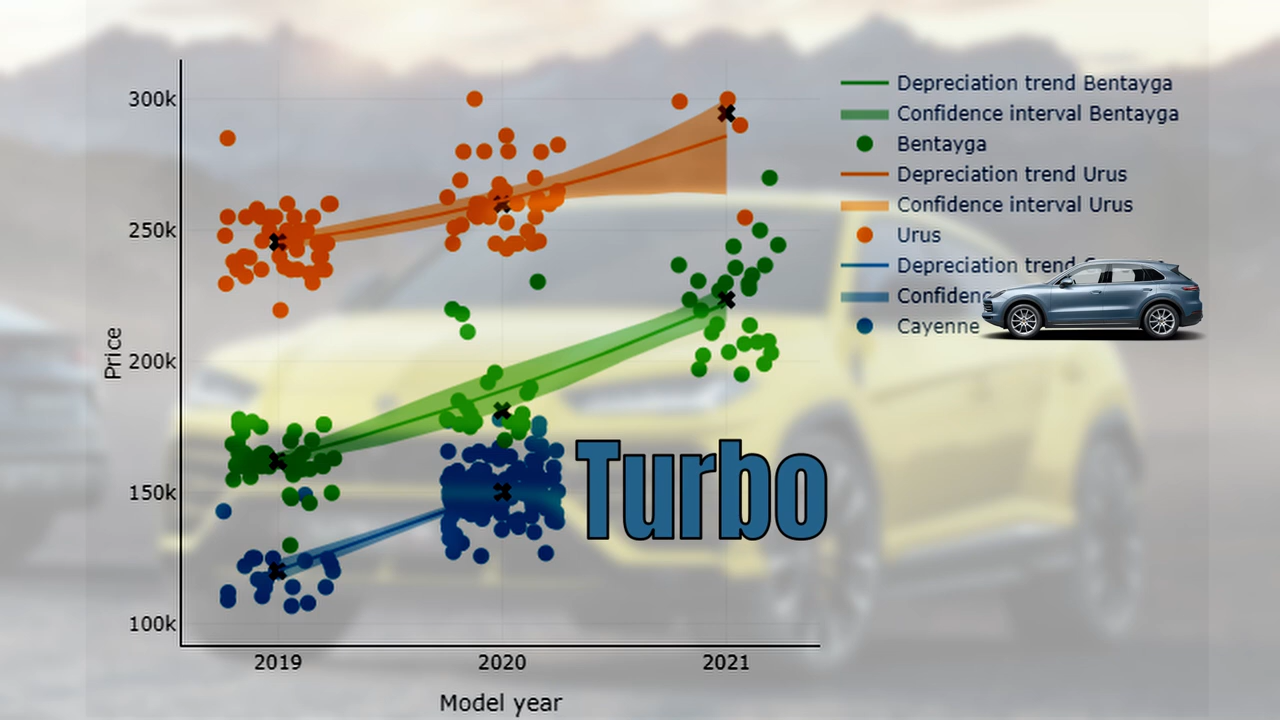 300k
250k
200k
150k
100k
Price
2019
2020
2021
Model year
Turbo
Depreciation trend Bentayga
Confidence interval Bentayga
Bentayga
Depreciation trend Urus
Confidence interval Urus
Urus
Depreciation trend
Cayenne